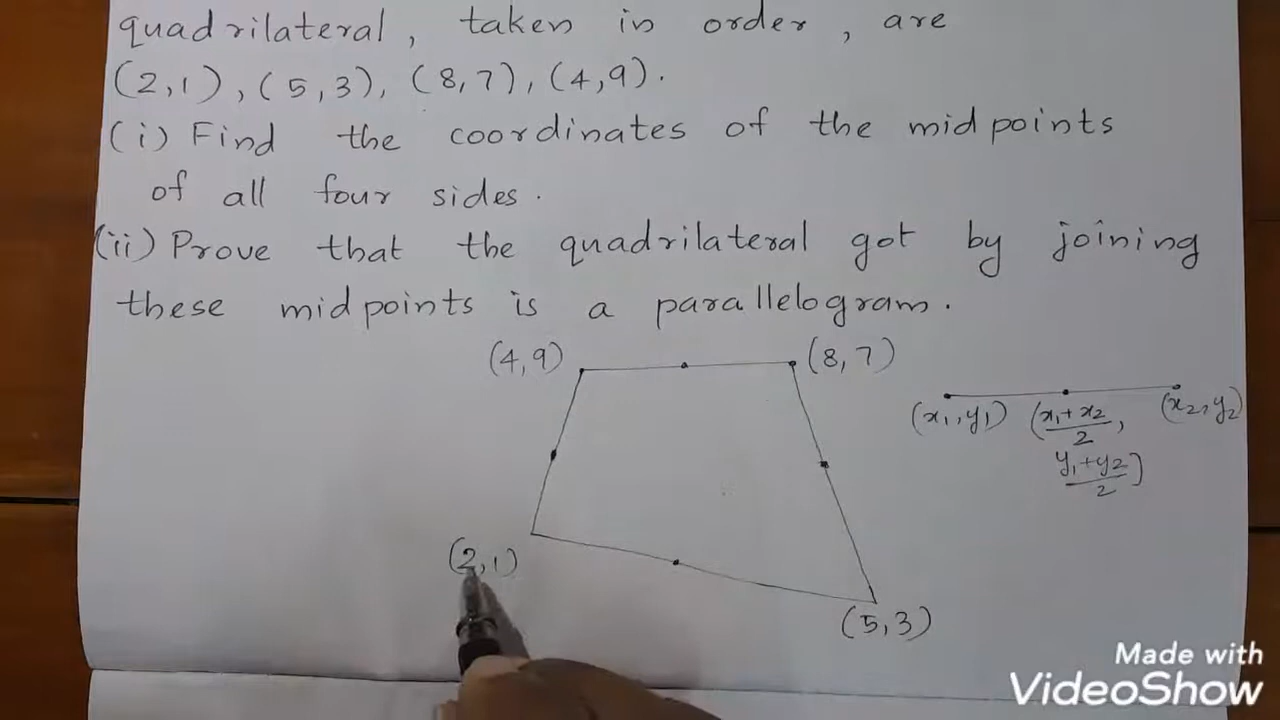 quadrilateral, taken in order, are
(2,1), (5,3), (8,7), (4,9).
(i) Find the coordinates of the midpoints
of all four sides.
(ii) Prove that the quadrilateral got by joining
these midpoints is a parallelogram.
(4,9)
(8,7)
(x₁,y₁) (x₁+x₂/2, (x₂,y₂)
y₁+y₂/2)
(2,1)
(5,3)
Made with
VideoShow